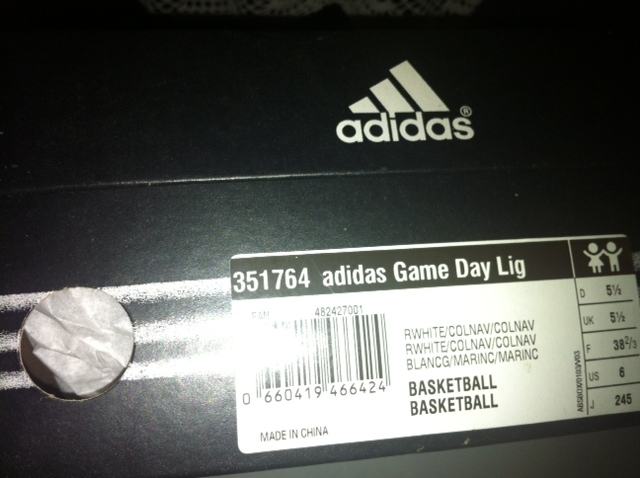 adidas®
351764 adidas Game Day Lig
482427001
0 660419 466424
MADE IN CHINA
RWHITE/COLNAV/COLNAV
RWHITE/COLNAV/COLNAV
BLANCG/MARINC/MARINC
BASKETBALL
BASKETBALL
D 5½
UK 5½
F 38²/3
US 6
J 245